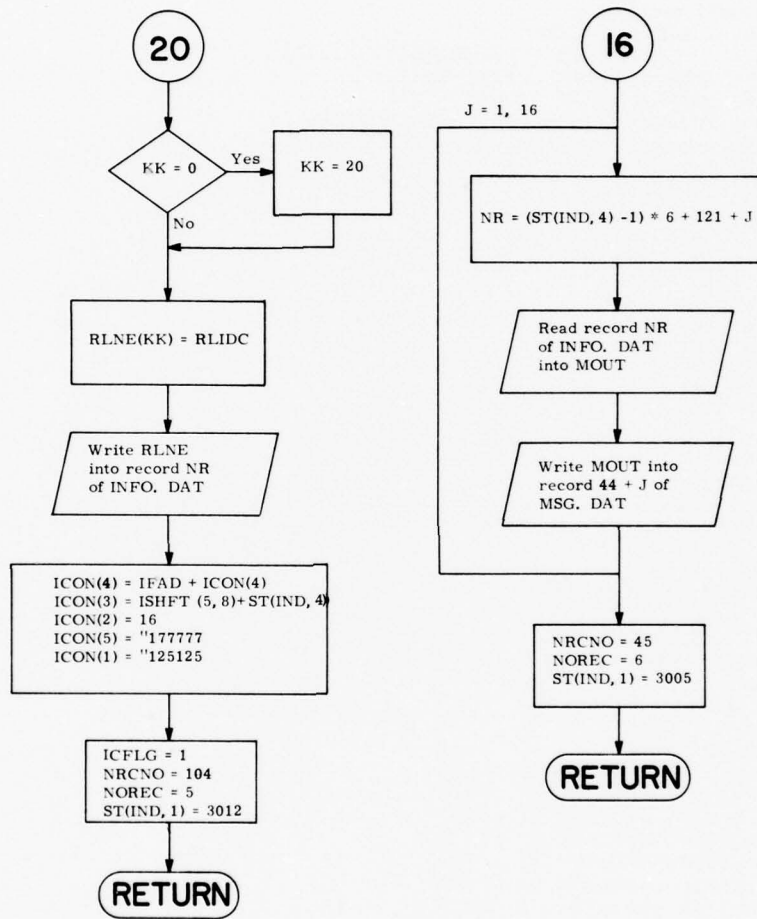 20
KK = 0
Yes
KK = 20
No
RLNE(KK) = RLIDC
Write RLNE
into record NR
of INFO. DAT
ICON(4) = IFAD + ICON(4)
ICON(3) = ISHFT (5, 8)+ST(IND, 4)
ICON(2) = 16
ICON(5) = "177777
ICON(1) = "125125
ICFLG = 1
NRCNO = 104
NOREC = 5
ST(IND, 1) = 3012
RETURN
16
J = 1, 16
NR = (ST(IND, 4) -1) * 6 + 121 + J
Read record NR
of INFO. DAT
into MOUT
Write MOUT into
record 44 + J of
MSG. DAT
NRCNO = 45
NOREC = 6
ST(IND, 1) = 3005
RETURN